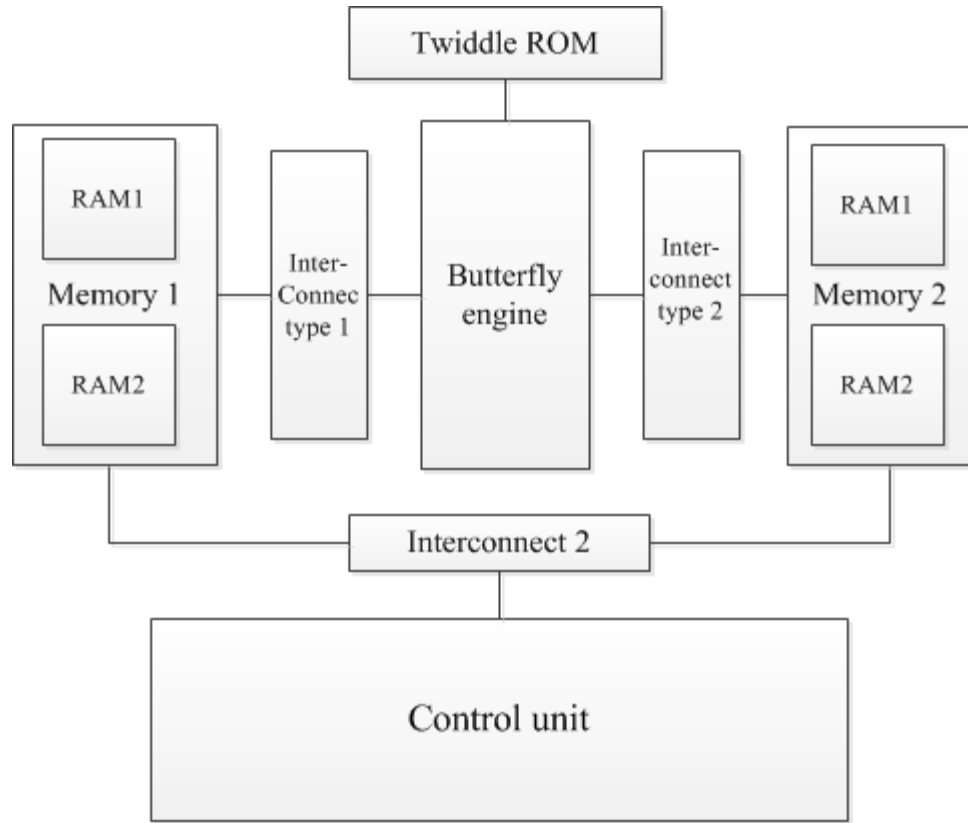 Twiddle ROM
RAM1
Memory 1
RAM2
Inter-
Connec
type 1
Butterfly
engine
Inter-
connect
type 2
RAM1
Memory 2
RAM2
Interconnect 2
Control unit